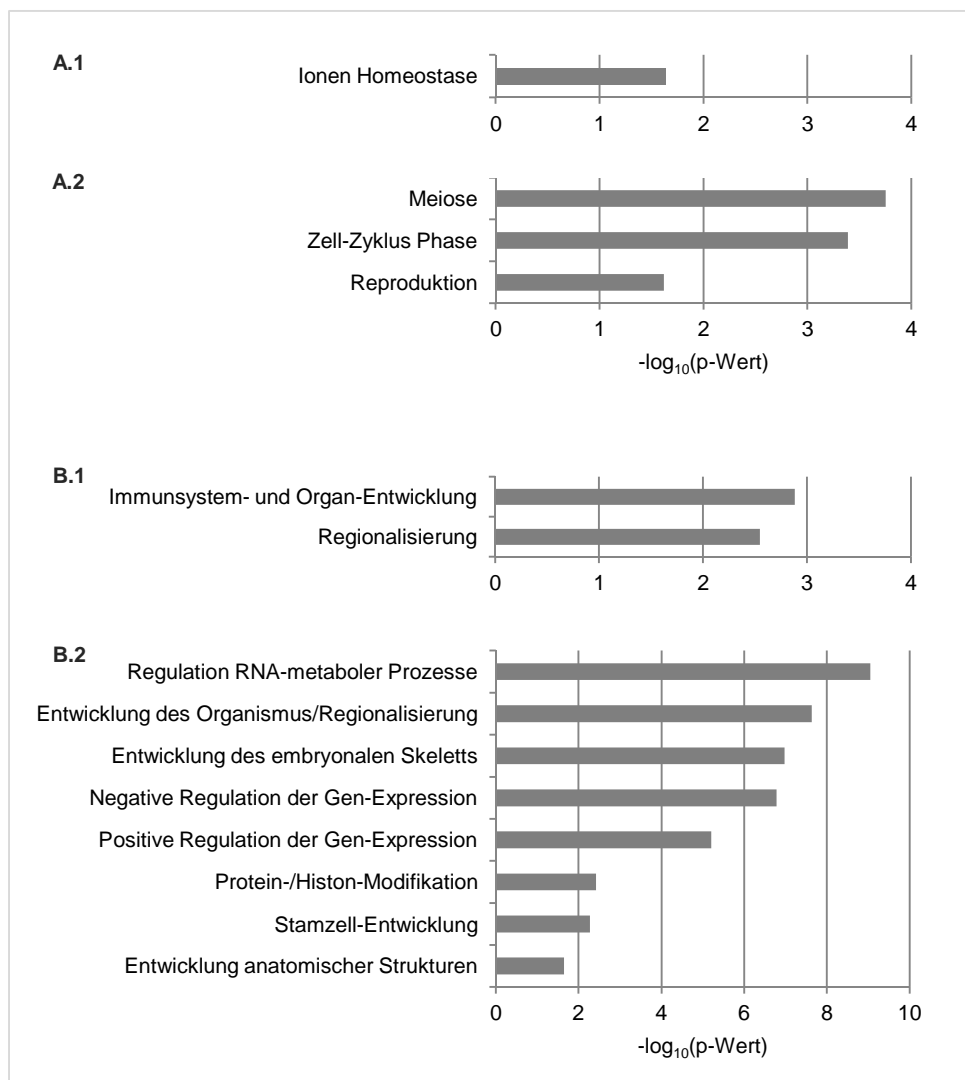 A.1
Ionen Homeostase
0 1 2 3 4
A.2
Meiose
Zell-Zyklus Phase
Reproduktion
0 1 2 3 4
-log10(p-Wert)
B.1
Immunsystem- und Organ-Entwicklung
Regionalisierung
0 1 2 3 4
B.2
Regulation RNA-metaboler Prozesse
Entwicklung des Organismus/Regionalisierung
Entwicklung des embryonalen Skeletts
Negative Regulation der Gen-Expression
Positive Regulation der Gen-Expression
Protein-/Histon-Modifikation
Stamzell-Entwicklung
Entwicklung anatomischer Strukturen
0 2 4 6 8 10
-log10(p-Wert)